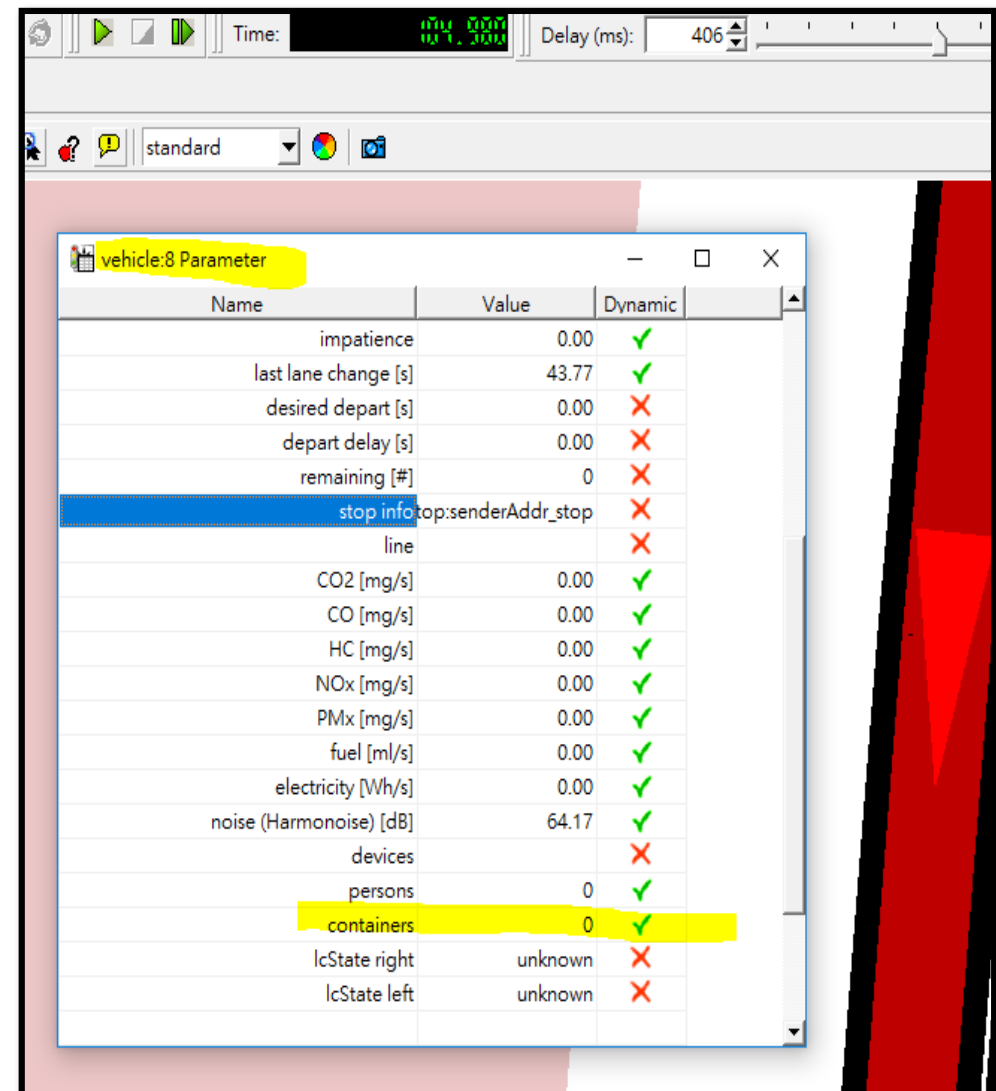 Time: 104.980 Delay (ms): 406
standard
vehicle:8 Parameter
Name Value Dynamic
impatience 0.00
last lane change [s] 43.77
desired depart [s] 0.00
depart delay [s] 0.00
remaining [#] 0
stop info top:senderAddr_stop
line
CO2 [mg/s] 0.00
CO [mg/s] 0.00
HC [mg/s] 0.00
NOx [mg/s] 0.00
PMx [mg/s] 0.00
fuel [ml/s] 0.00
electricity [Wh/s] 0.00
noise (Harmonoise) [dB] 64.17
devices
persons 0
containers 0
lcState right unknown
lcState left unknown